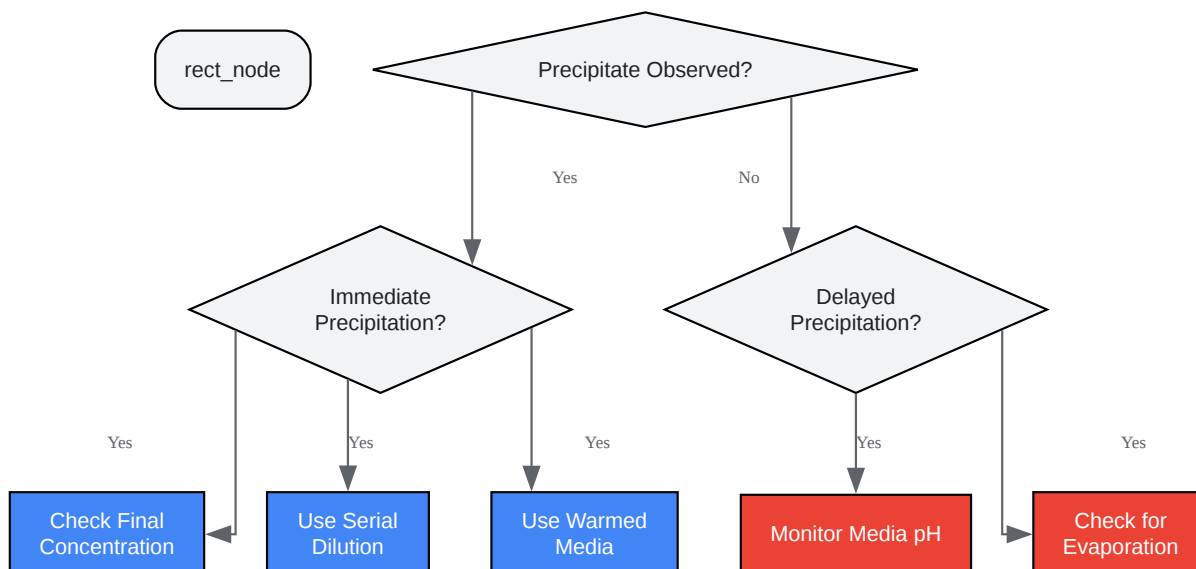 rect_node
Precipitate Observed?
Yes
No
Immediate
Precipitation?
Delayed
Precipitation?
Yes
Yes
Yes
Yes
Yes
Check Final
Concentration
Use Serial
Dilution
Use Warmed
Media
Monitor Media pH
Check for
Evaporation